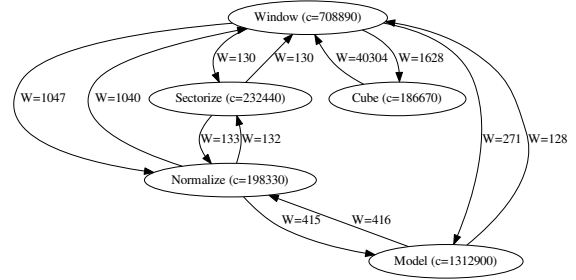 Window (c=708890)
W=130
W=130
W=40304
W=1628
W=1047
W=1040
Sectorize (c=232440)
Cube (c=186670)
W=133
W=132
W=271
W=128
Normalize (c=198330)
W=415
W=416
Model (c=1312900)